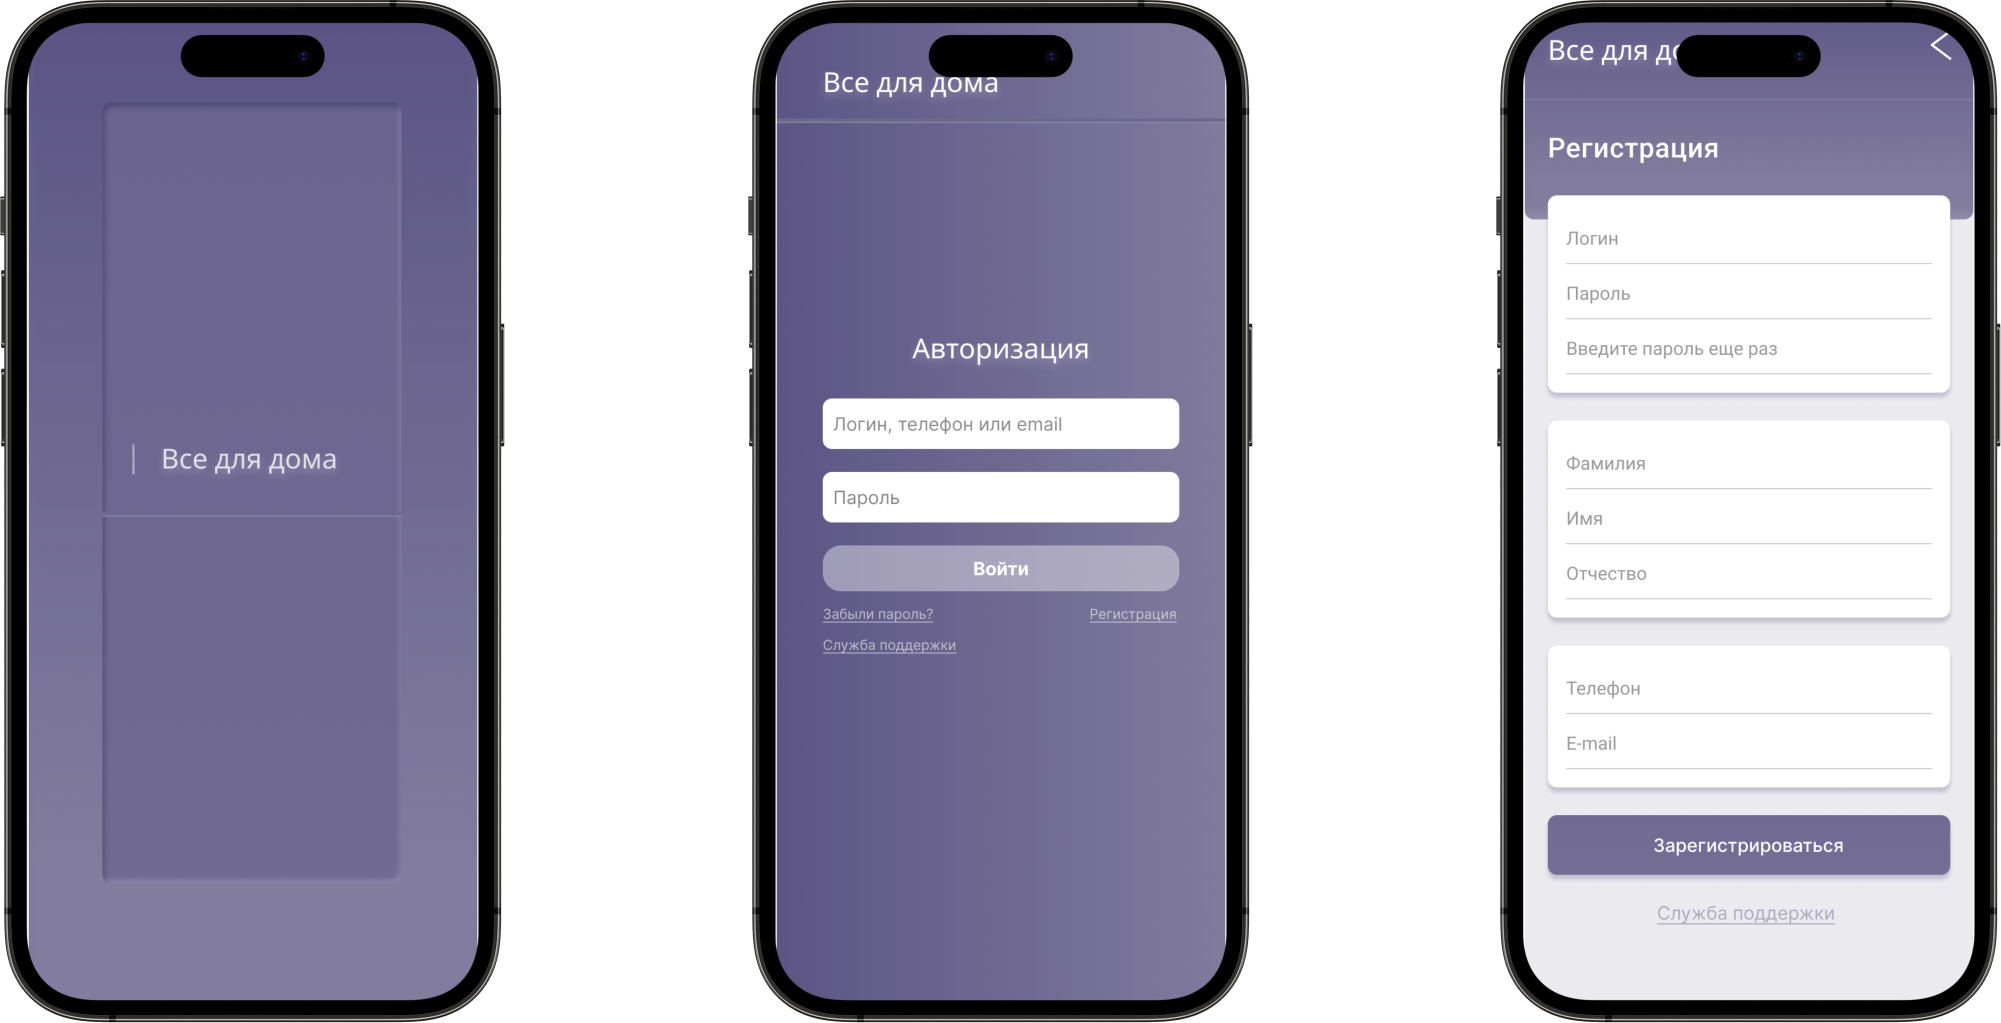 Все для дома
Все для дома
Авторизация
Логин, телефон или email
Пароль
Войти
Забыли пароль?
Регистрация
Служба поддержки
Все для
Регистрация
Логин
Пароль
Введите пароль еще раз
Фамилия
Имя
Отчество
Телефон
E-mail
Зарегистрироваться
Служба поддержки